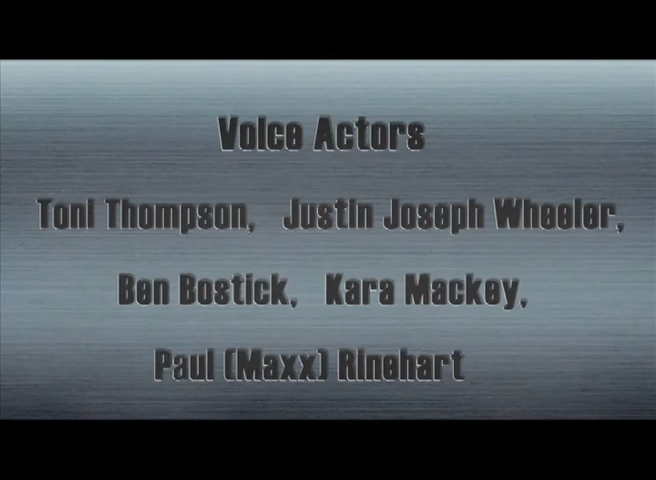 Voice Actors
Toni Thompson, Justin Joseph Wheeler,
Ben Bostick, Kara Mackey,
Paul (Maxx) Rinehart